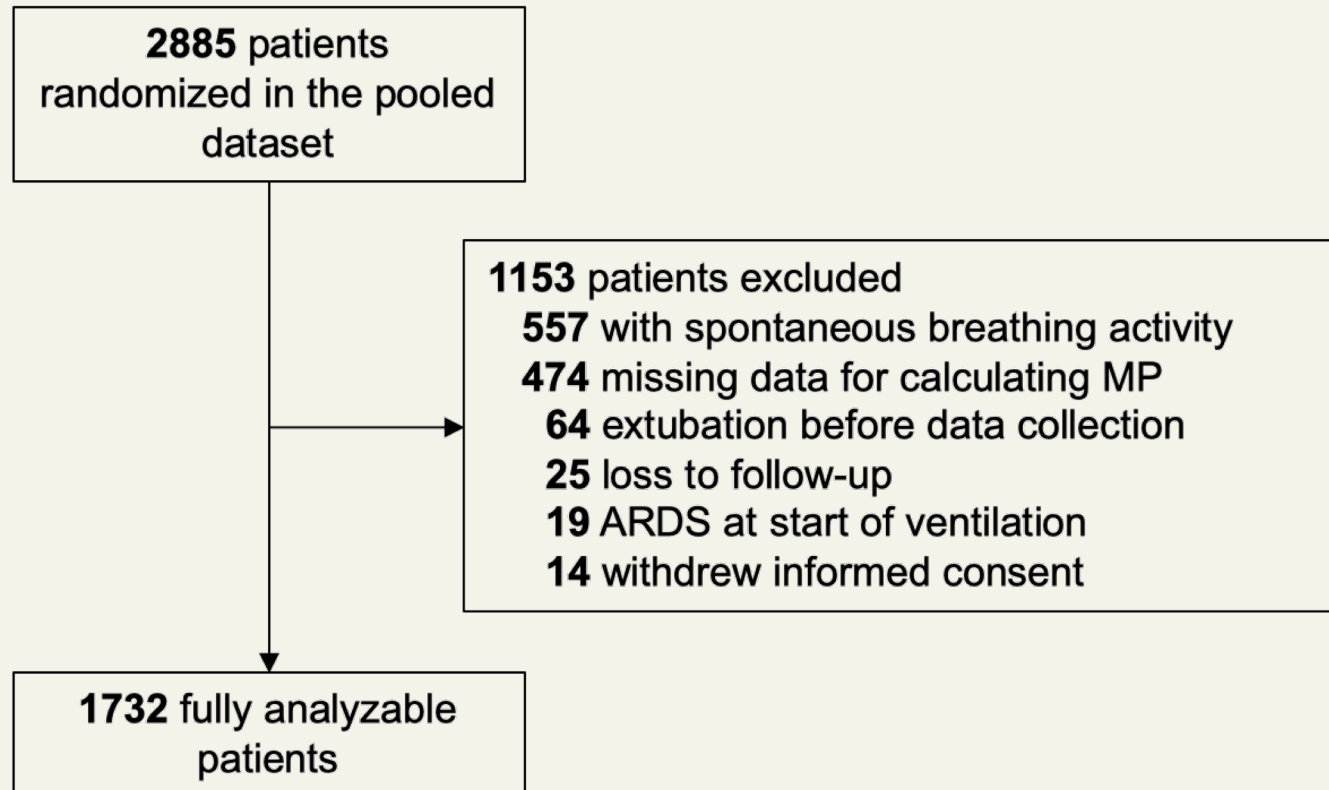 2885 patients
randomized in the pooled
dataset
1153 patients excluded
557 with spontaneous breathing activity
474 missing data for calculating MP
64 extubation before data collection
25 loss to follow-up
19 ARDS at start of ventilation
14 withdrew informed consent
1732 fully analyzable
patients